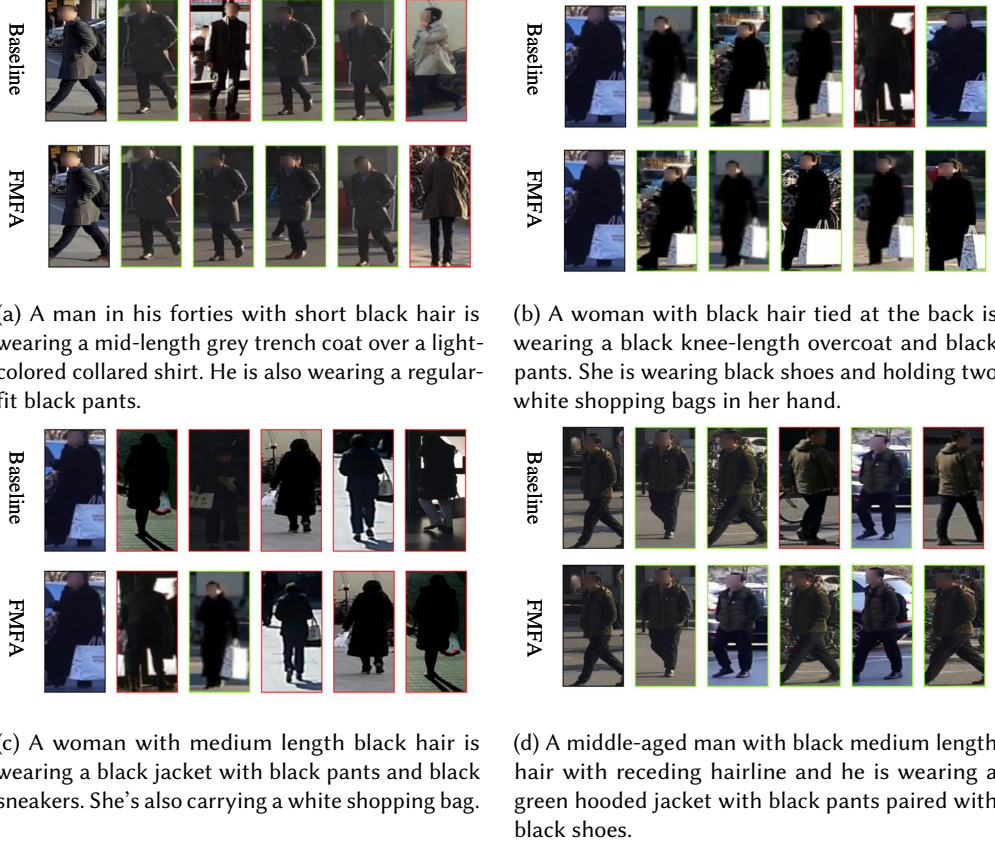 Baseline
FMFA
(a) A man in his forties with short black hair is
wearing a mid-length grey trench coat over a light-
colored collared shirt. He is also wearing a regular-
fit black pants.
Baseline
FMFA
(b) A woman with black hair tied at the back is
wearing a black knee-length overcoat and black
pants. She is wearing black shoes and holding two
white shopping bags in her hand.
Baseline
FMFA
(c) A woman with medium length black hair is
wearing a black jacket with black pants and black
sneakers. She's also carrying a white shopping bag.
Baseline
FMFA
(d) A middle-aged man with black medium length
hair with receding hairline and he is wearing a
green hooded jacket with black pants paired with
black shoes.